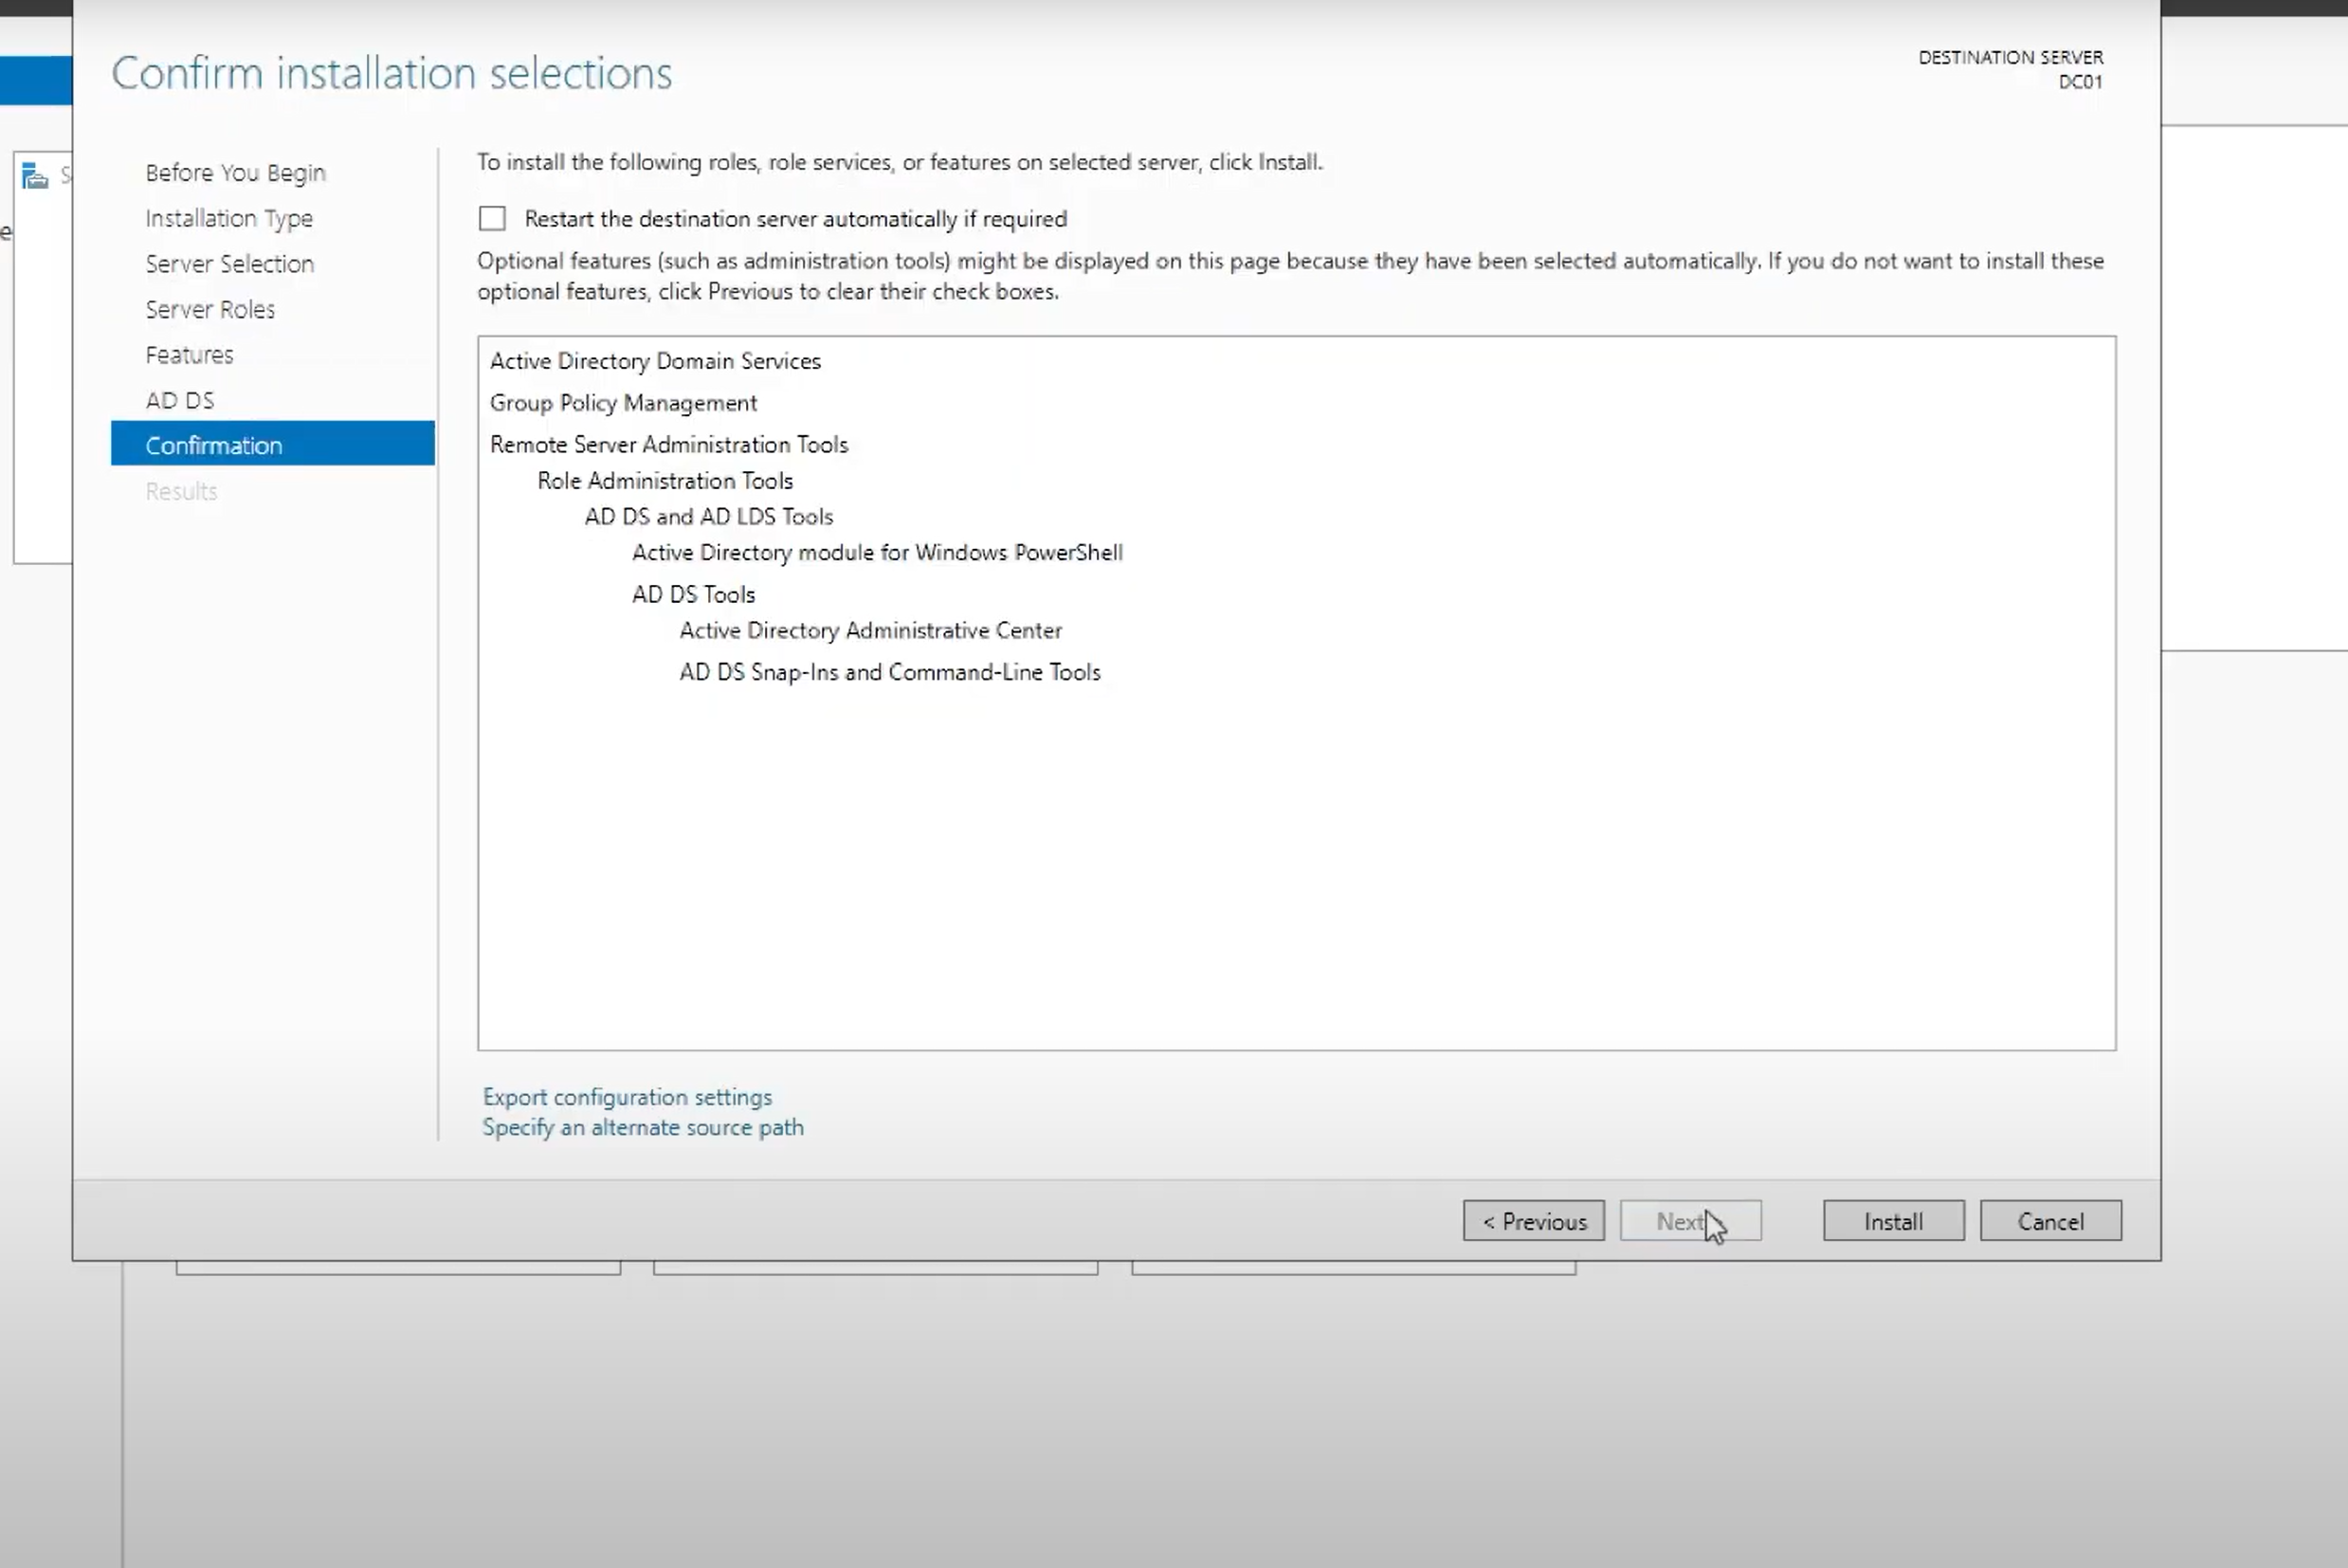 Confirm installation selections
DESTINATION SERVER
DC01
Before You Begin
Installation Type
Server Selection
Server Roles
Features
AD DS
Confirmation
Results
To install the following roles, role services, or features on selected server, click Install.
Restart the destination server automatically if required
Optional features (such as administration tools) might be displayed on this page because they have been selected automatically. If you do not want to install these
optional features, click Previous to clear their check boxes.
Active Directory Domain Services
Group Policy Management
Remote Server Administration Tools
Role Administration Tools
AD DS and AD LDS Tools
Active Directory module for Windows PowerShell
AD DS Tools
Active Directory Administrative Center
AD DS Snap-Ins and Command-Line Tools
Export configuration settings
Specify an alternate source path
< Previous
Next
Install
Cancel